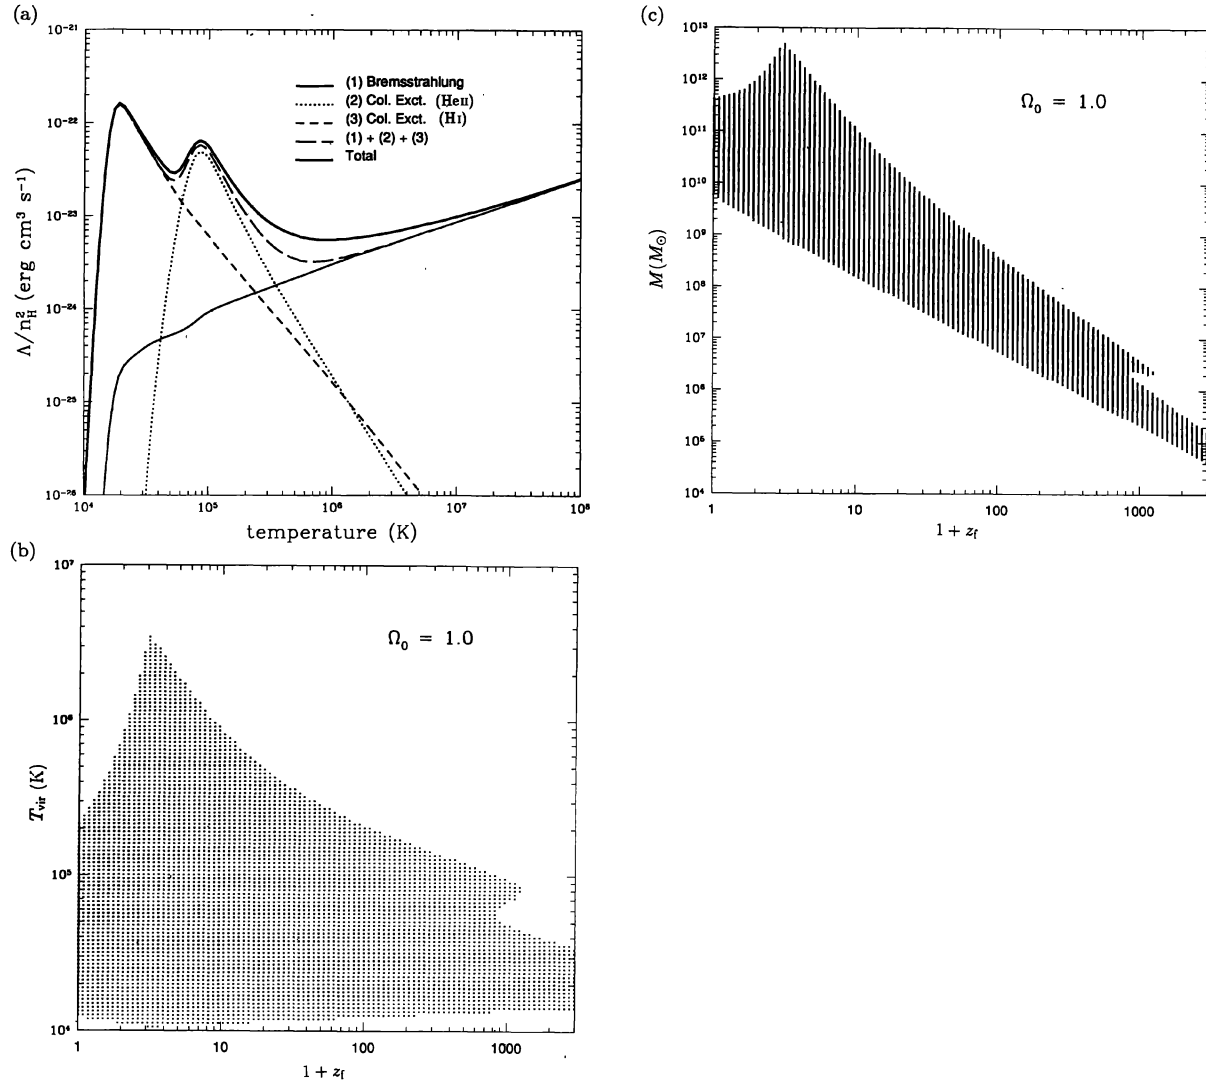 (a)
10⁻²¹
10⁻²²
10⁻²³
10⁻²⁴
10⁻²⁵
10⁻²⁶
Λ/n²_H (erg cm³ s⁻¹)
(1) Bremsstrahlung
(2) Col. Exct. (HeII)
(3) Col. Exct. (HI)
(1) + (2) + (3)
Total
10⁴ 10⁵ 10⁶ 10⁷ 10⁸
temperature (K)
(b)
10⁷
10⁶
10⁵
10⁴
T_vir (K)
Ω₀ = 1.0
1 10 100 1000
1 + z_f
(c)
10¹³
10¹²
10¹¹
10¹⁰
10⁹
10⁸
10⁷
10⁶
10⁵
10⁴
M(M_⊙)
Ω₀ = 1.0
1 10 100 1000
1 + z_f